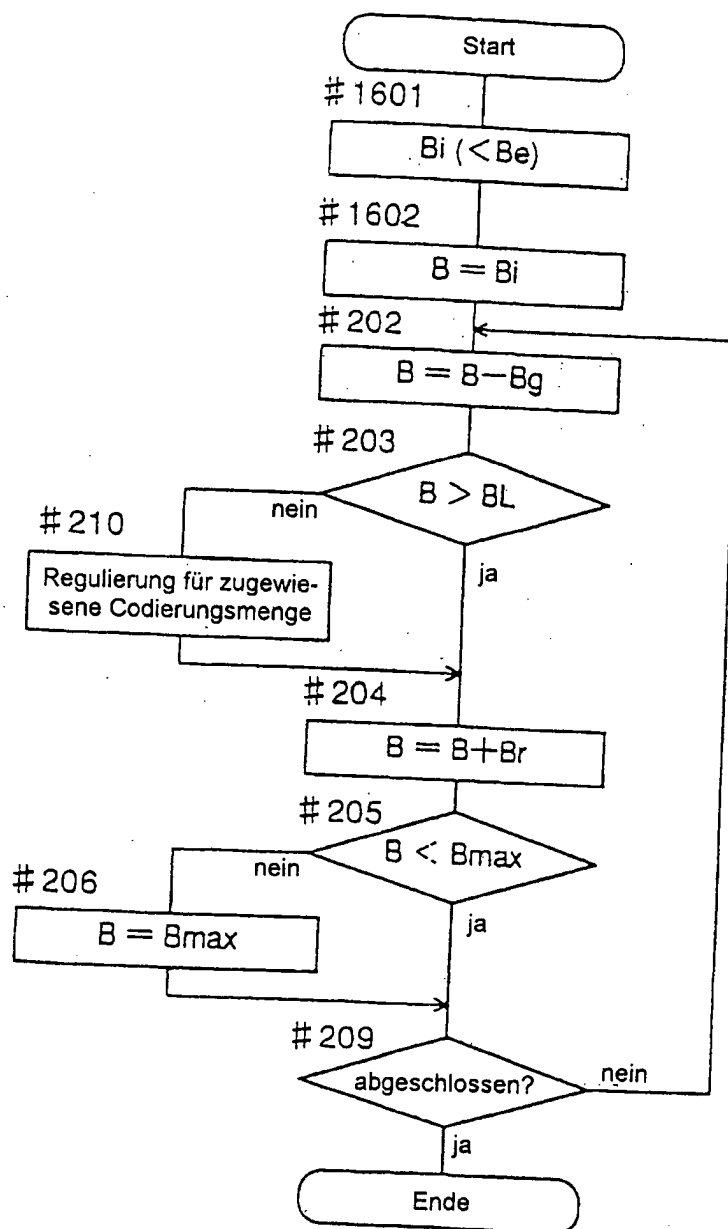 Start
#1601
Bi (<Be)
#1602
B = Bi
#202
B = B−Bg
#203
B > BL
nein
ja
#210
Regulierung für zugewie-
sene Codierungsmenge
#204
B = B+Br
#205
B < Bmax
nein
ja
#206
B = Bmax
#209
abgeschlossen?
nein
ja
Ende